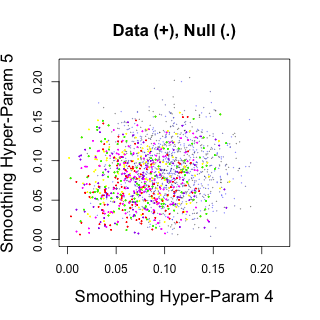 Data (+), Null (.)
Smoothing Hyper-Param 5
0.20
0.15
0.10
0.05
0.00
0.00 0.05 0.10 0.15 0.20
Smoothing Hyper-Param 4